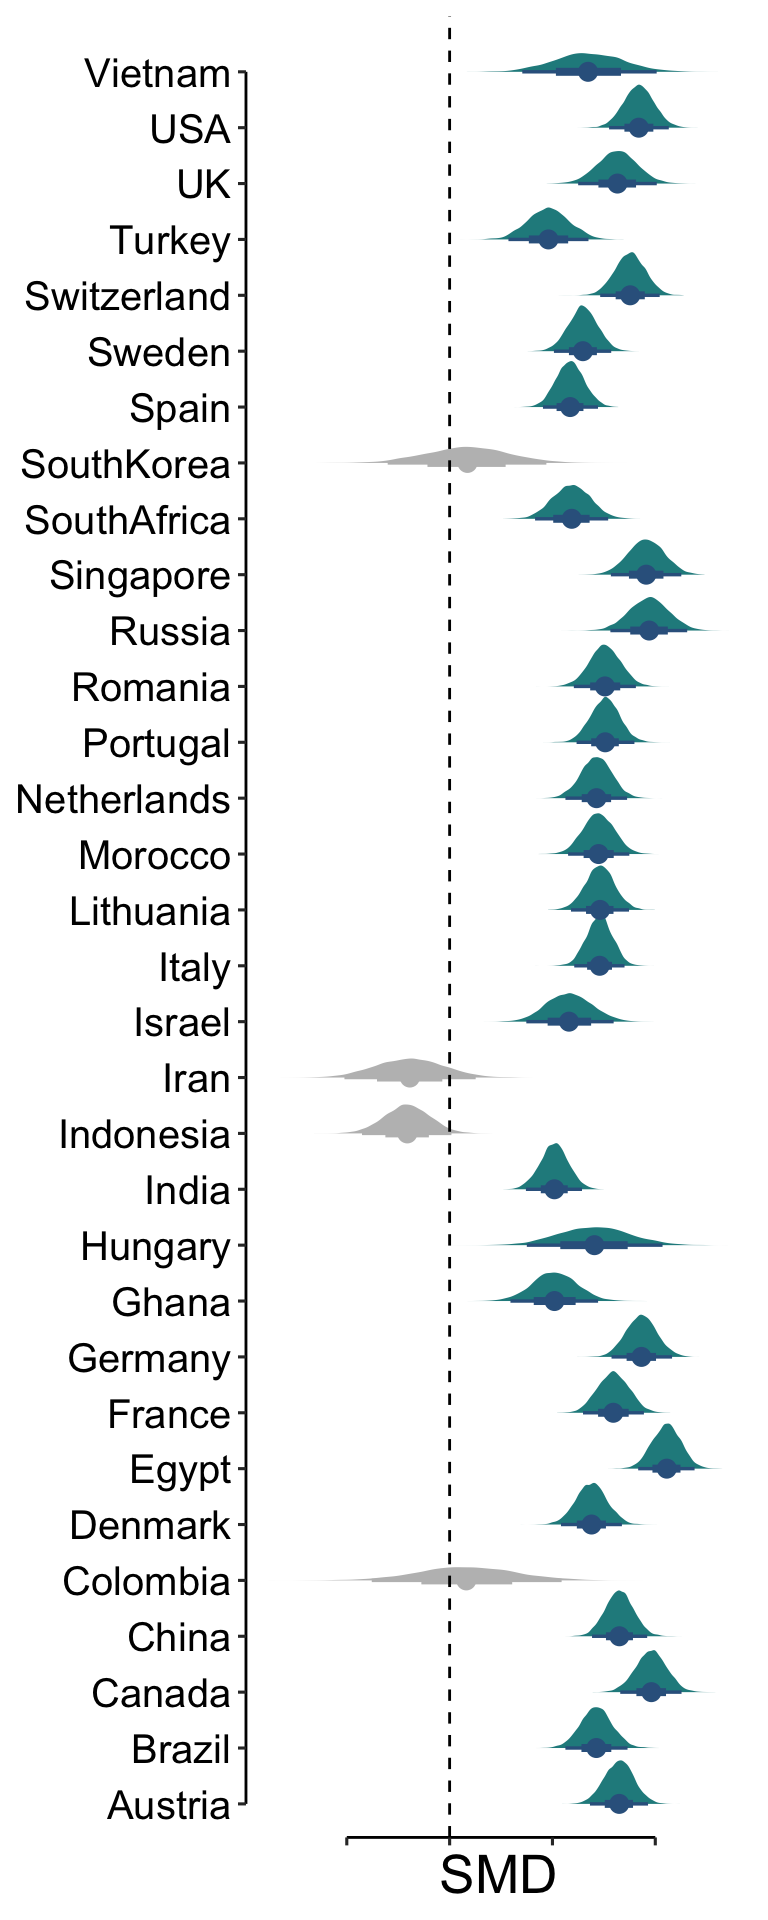 Vietnam
USA
UK
Turkey
Switzerland
Sweden
Spain
SouthKorea
SouthAfrica
Singapore
Russia
Romania
Portugal
Netherlands
Morocco
Lithuania
Italy
Israel
Iran
Indonesia
India
Hungary
Ghana
Germany
France
Egypt
Denmark
Colombia
China
Canada
Brazil
Austria
SMD